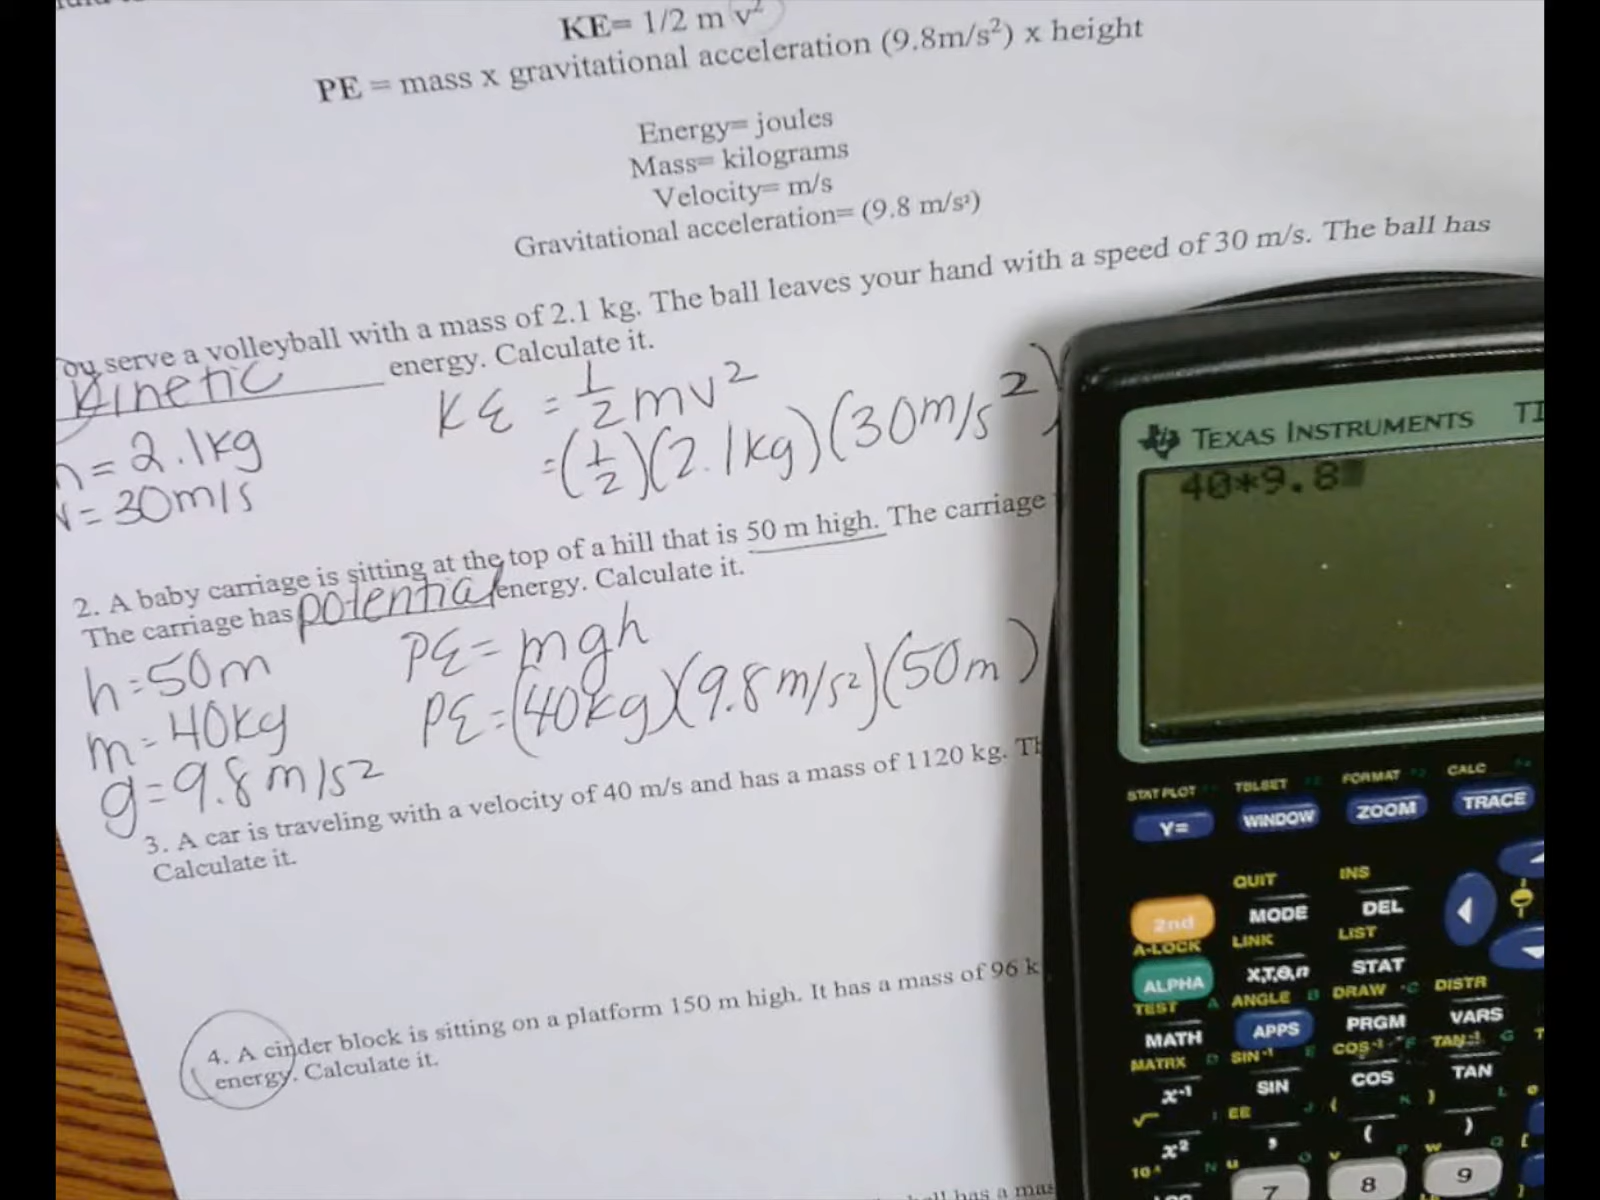 KE= 1/2 m v²
PE = mass x gravitational acceleration (9.8m/s²) x height
Energy= joules
Mass= kilograms
Velocity= m/s
Gravitational acceleration= (9.8 m/s²)
ou serve a volleyball with a mass of 2.1 kg. The ball leaves your hand with a speed of 30 m/s. The ball has
Kinetic energy. Calculate it.
KE = 1/2 mv²
= (1/2)(2.1kg)(30m/s²)
m = 2.1kg
v = 30m/s
2. A baby carriage is sitting at the top of a hill that is 50 m high. The carriage
The carriage has potential energy. Calculate it.
h = 50m
m = 40kg
g = 9.8m/s²
PE = mgh
PE = (40kg)(9.8m/s²)(50m)
3. A car is traveling with a velocity of 40 m/s and has a mass of 1120 kg. Th
Calculate it.
4. A cinder block is sitting on a platform 150 m high. It has a mass of 96 k
energy. Calculate it.
ball has a mas
TEXAS INSTRUMENTS TI
40*9.8
STAT PLOT TBLSET FORMAT CALC
Y= WINDOW ZOOM TRACE
QUIT INS
2nd MODE DEL
A-LOCK LINK LIST
ALPHA X,T,θ,n STAT
TEST A ANGLE B DRAW C DISTR
MATH APPS PRGM VARS
MATRX D SIN⁻¹ E COS⁻¹ F TAN⁻¹ G
x⁻¹ SIN COS TAN
√ I EE J { K } L
x² , ( )
10ˣ N u O v P w Q [
LOG 7 8 9